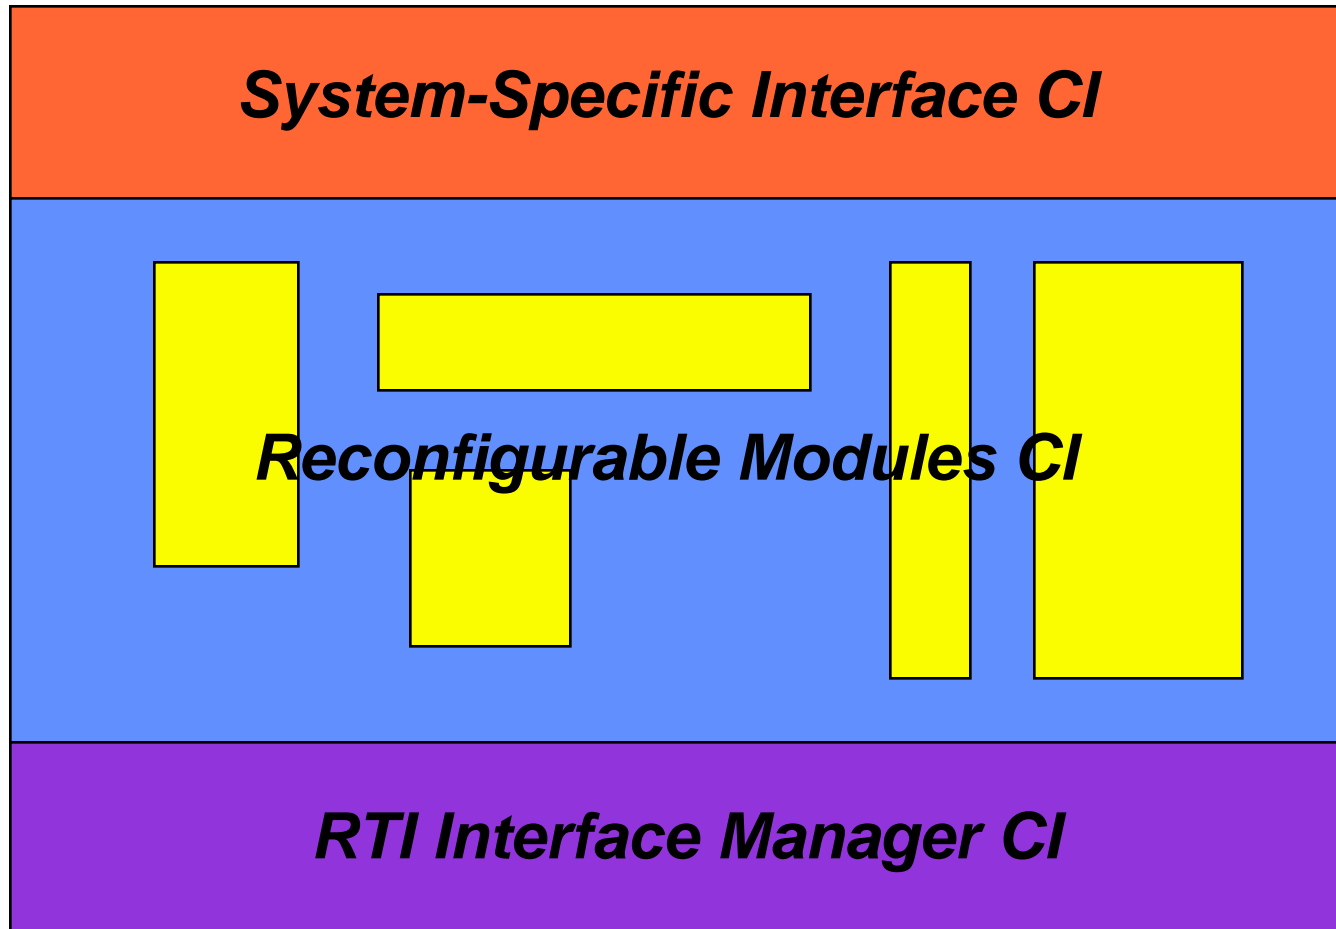 System-Specific Interface CI
Reconfigurable Modules CI
RTI Interface Manager CI